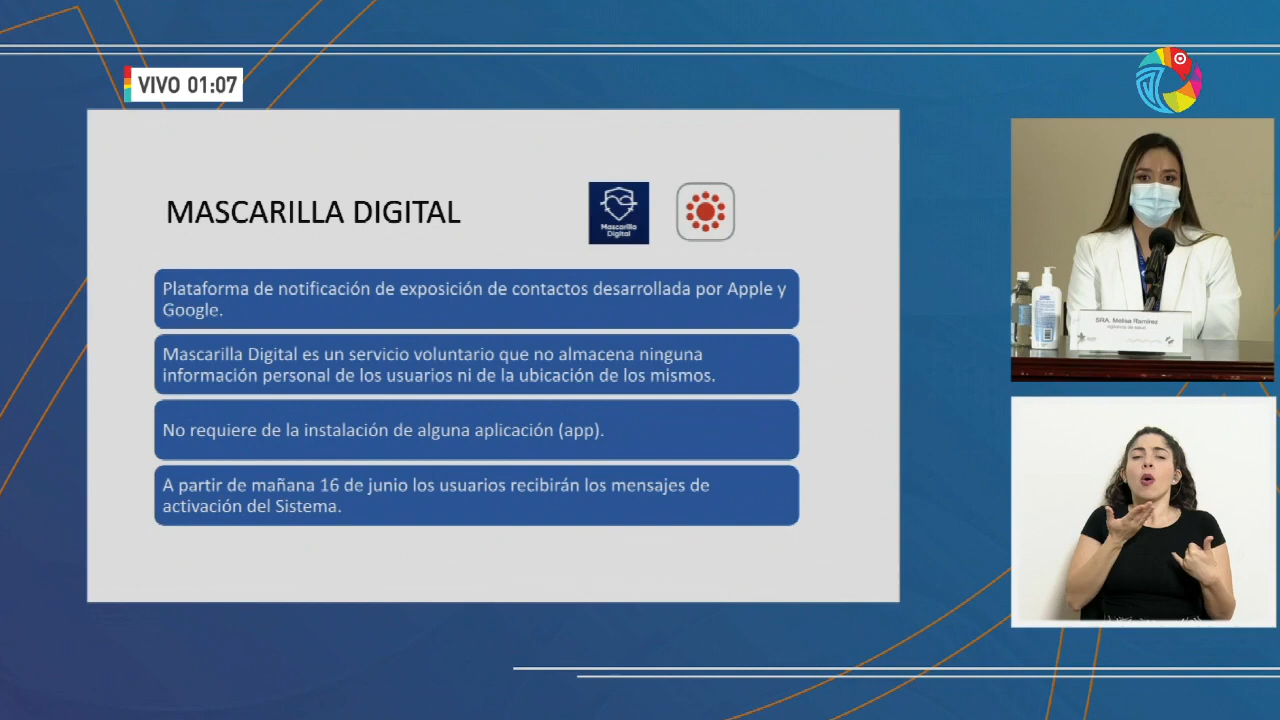 VIVO 01:07
MASCARILLA DIGITAL
Mascarilla
Digital
Plataforma de notificación de exposición de contactos desarrollada por Apple y
Google.
Mascarilla Digital es un servicio voluntario que no almacena ninguna
información personal de los usuarios ni de la ubicación de los mismos.
No requiere de la instalación de alguna aplicación (app).
A partir de mañana 16 de junio los usuarios recibirán los mensajes de
activación del Sistema.
SRA. Melisa Ramírez
vigilancia de salud